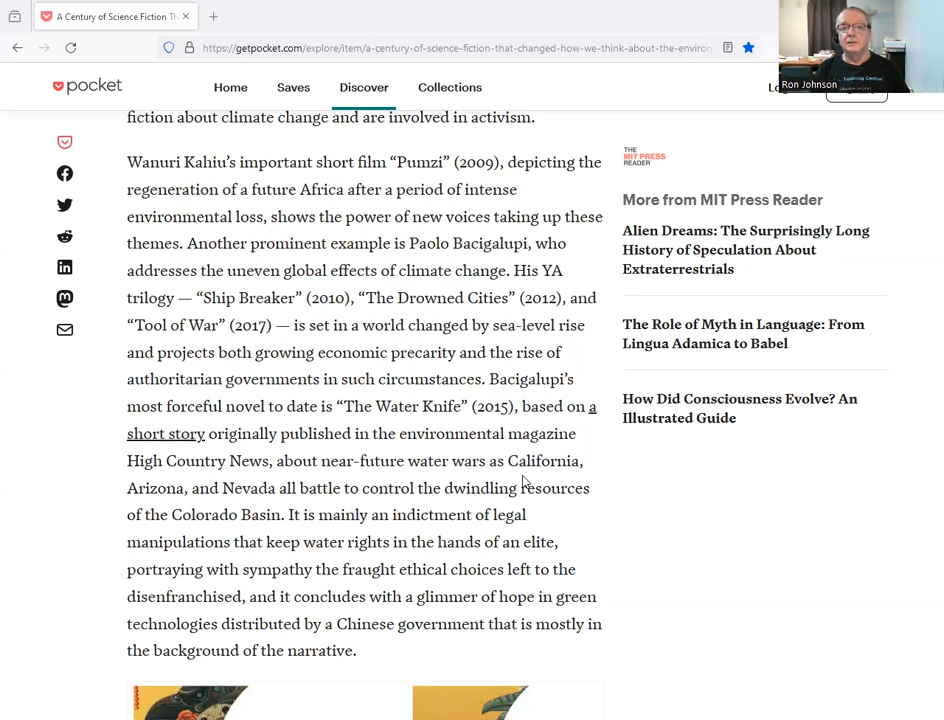 A Century of Science Fiction Th
https://getpocket.com/explore/item/a-century-of-science-fiction-that-changed-how-we-think-about-the-environ
pocket
Home
Saves
Discover
Collections
Ron Johnson
fiction about climate change and are involved in activism.
Wanuri Kahiu’s important short film “Pumzi” (2009), depicting the
regeneration of a future Africa after a period of intense
environmental loss, shows the power of new voices taking up these
themes. Another prominent example is Paolo Bacigalupi, who
addresses the uneven global effects of climate change. His YA
trilogy — “Ship Breaker” (2010), “The Drowned Cities” (2012), and
“Tool of War” (2017) — is set in a world changed by sea-level rise
and projects both growing economic precarity and the rise of
authoritarian governments in such circumstances. Bacigalupi’s
most forceful novel to date is “The Water Knife” (2015), based on a
short story originally published in the environmental magazine
High Country News, about near-future water wars as California,
Arizona, and Nevada all battle to control the dwindling resources
of the Colorado Basin. It is mainly an indictment of legal
manipulations that keep water rights in the hands of an elite,
portraying with sympathy the fraught ethical choices left to the
disenfranchised, and it concludes with a glimmer of hope in green
technologies distributed by a Chinese government that is mostly in
the background of the narrative.
THE
MIT PRESS
READER
More from MIT Press Reader
Alien Dreams: The Surprisingly Long
History of Speculation About
Extraterrestrials
The Role of Myth in Language: From
Lingua Adamica to Babel
How Did Consciousness Evolve? An
Illustrated Guide